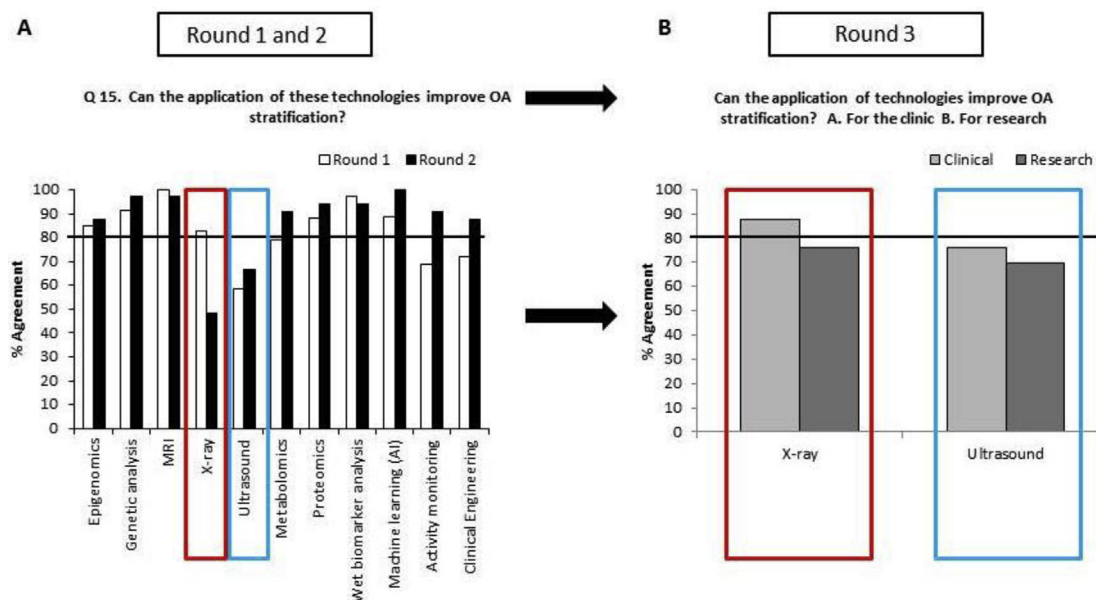 A
Round 1 and 2
Q 15. Can the application of these technologies improve OA
stratification?
Round 1
Round 2
% Agreement
100
90
80
70
60
50
40
30
20
10
0
Epigenomics
Genetic analysis
MRI
X-ray
Ultrasound
Metabolomics
Proteomics
Wet biomarker analysis
Machine learning (AI)
Activity monitoring
Clinical Engineering
B
Round 3
Can the application of technologies improve OA
stratification? A. For the clinic B. For research
Clinical
Research
% Agreement
100
90
80
70
60
50
40
30
20
10
0
X-ray
Ultrasound